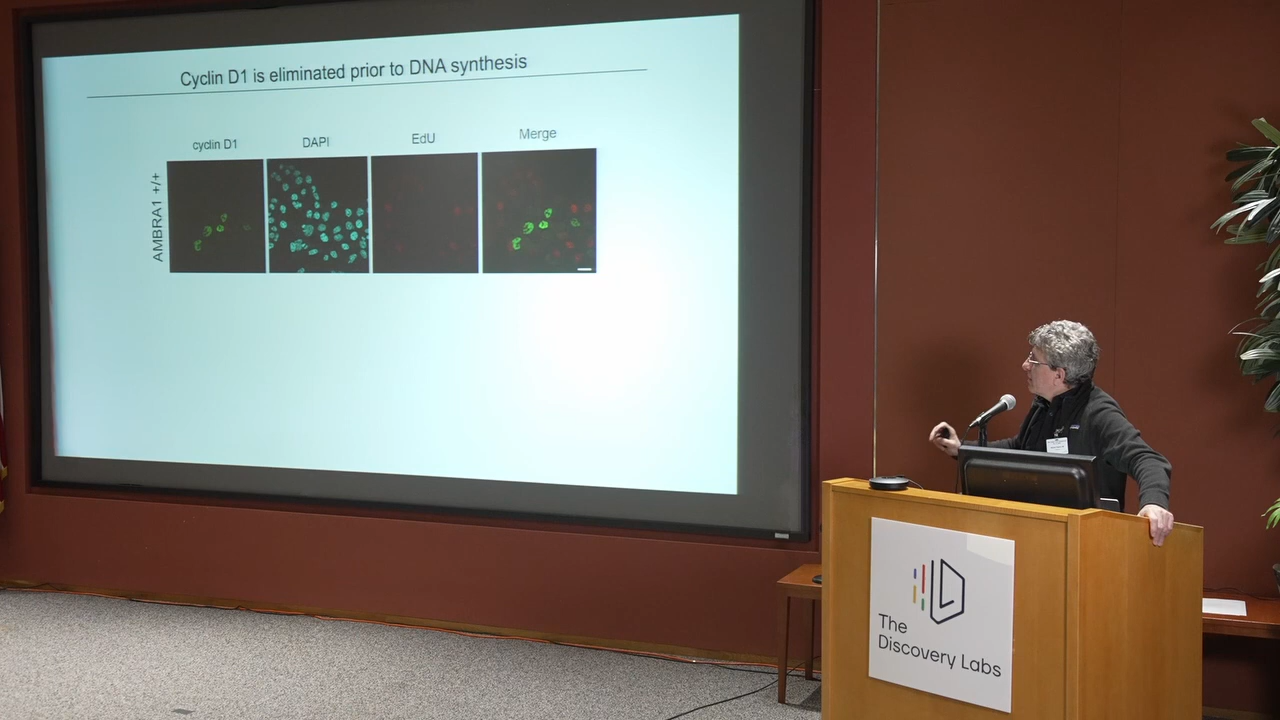 Cyclin D1 is eliminated prior to DNA synthesis
cyclin D1
DAPI
EdU
Merge
AMBRA1 +/+
The
Discovery Labs